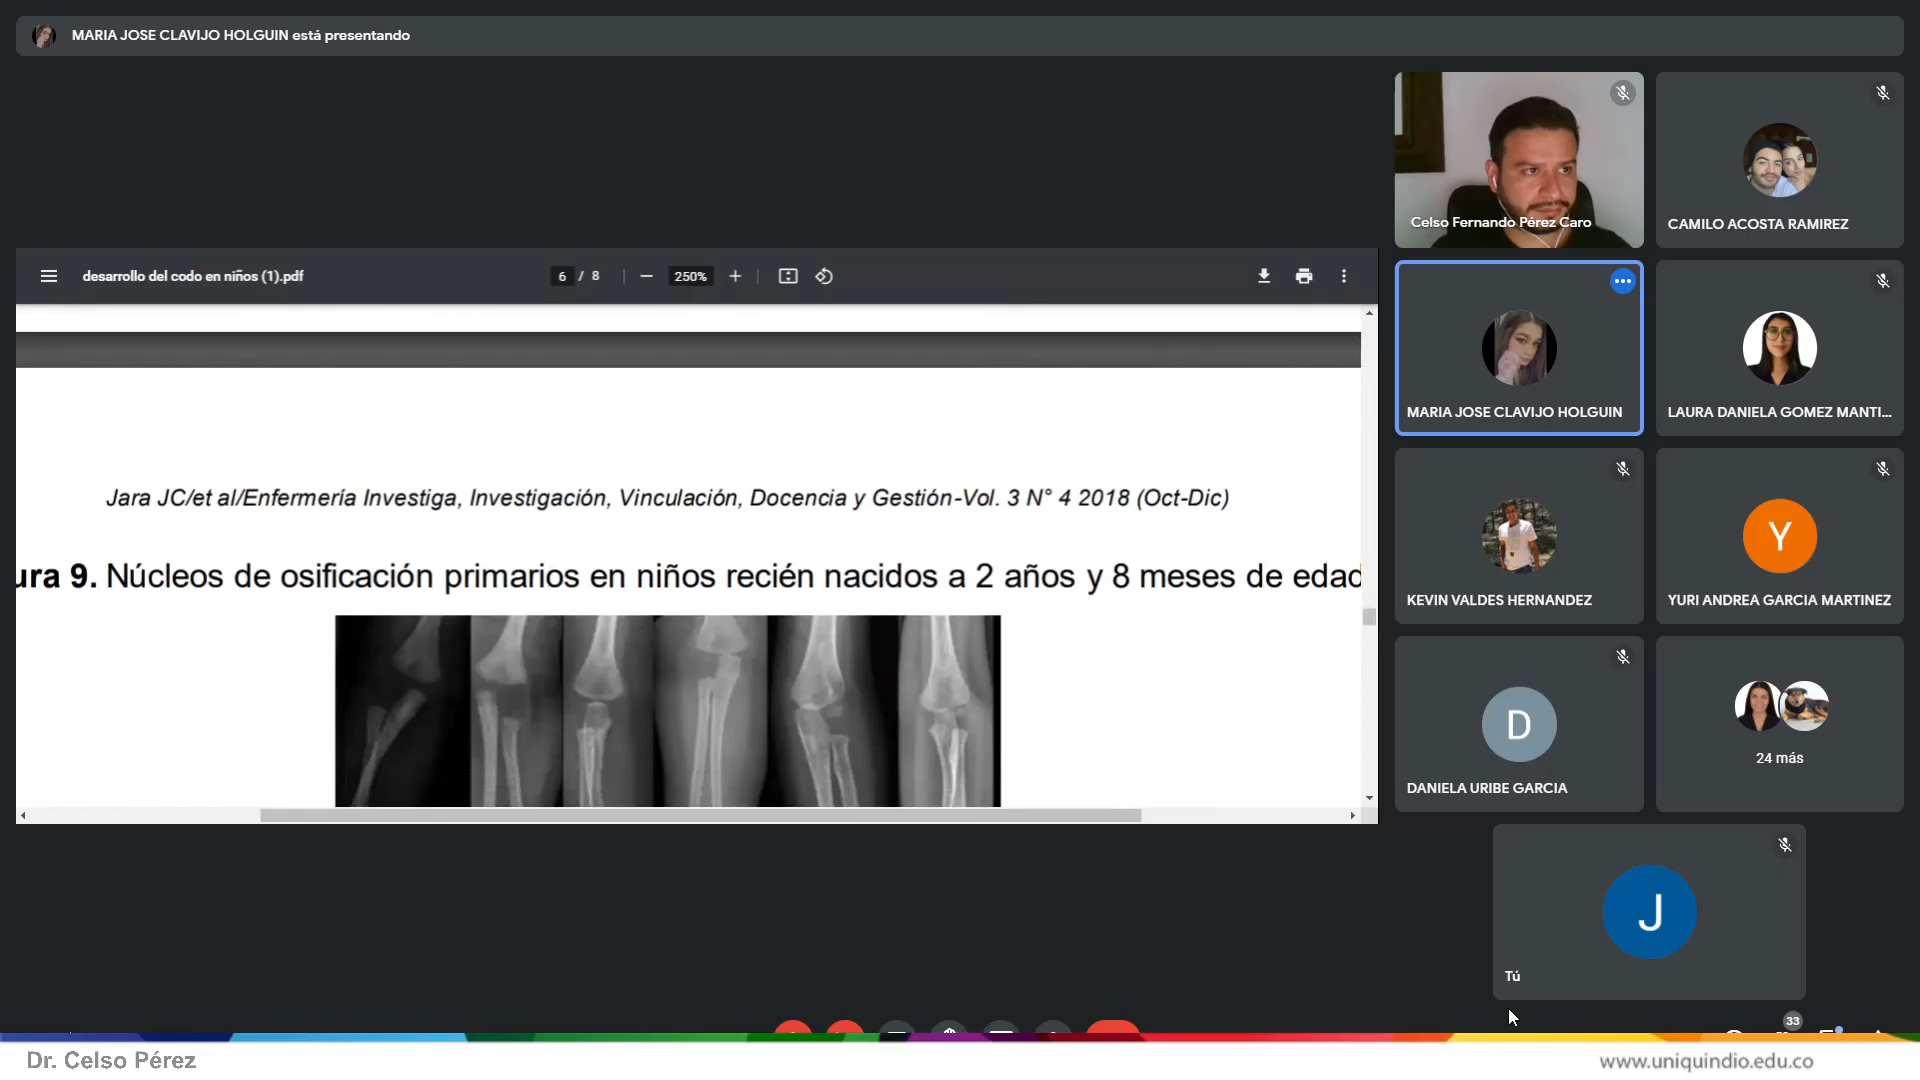 MARIA JOSE CLAVIJO HOLGUIN está presentando
Celso Fernando Pérez Caro
CAMILO ACOSTA RAMIREZ
desarrollo del codo en niños (1).pdf
6 / 8
250%
MARIA JOSE CLAVIJO HOLGUIN
LAURA DANIELA GOMEZ MANTI...
Jara JC/et al/Enfermería Investiga, Investigación, Vinculación, Docencia y Gestión-Vol. 3 N° 4 2018 (Oct-Dic)
ura 9. Núcleos de osificación primarios en niños recién nacidos a 2 años y 8 meses de edad
Y
KEVIN VALDES HERNANDEZ
YURI ANDREA GARCIA MARTINEZ
D
24 más
DANIELA URIBE GARCIA
J
Tú
33
Dr. Celso Pérez
www.uniquindio.edu.co